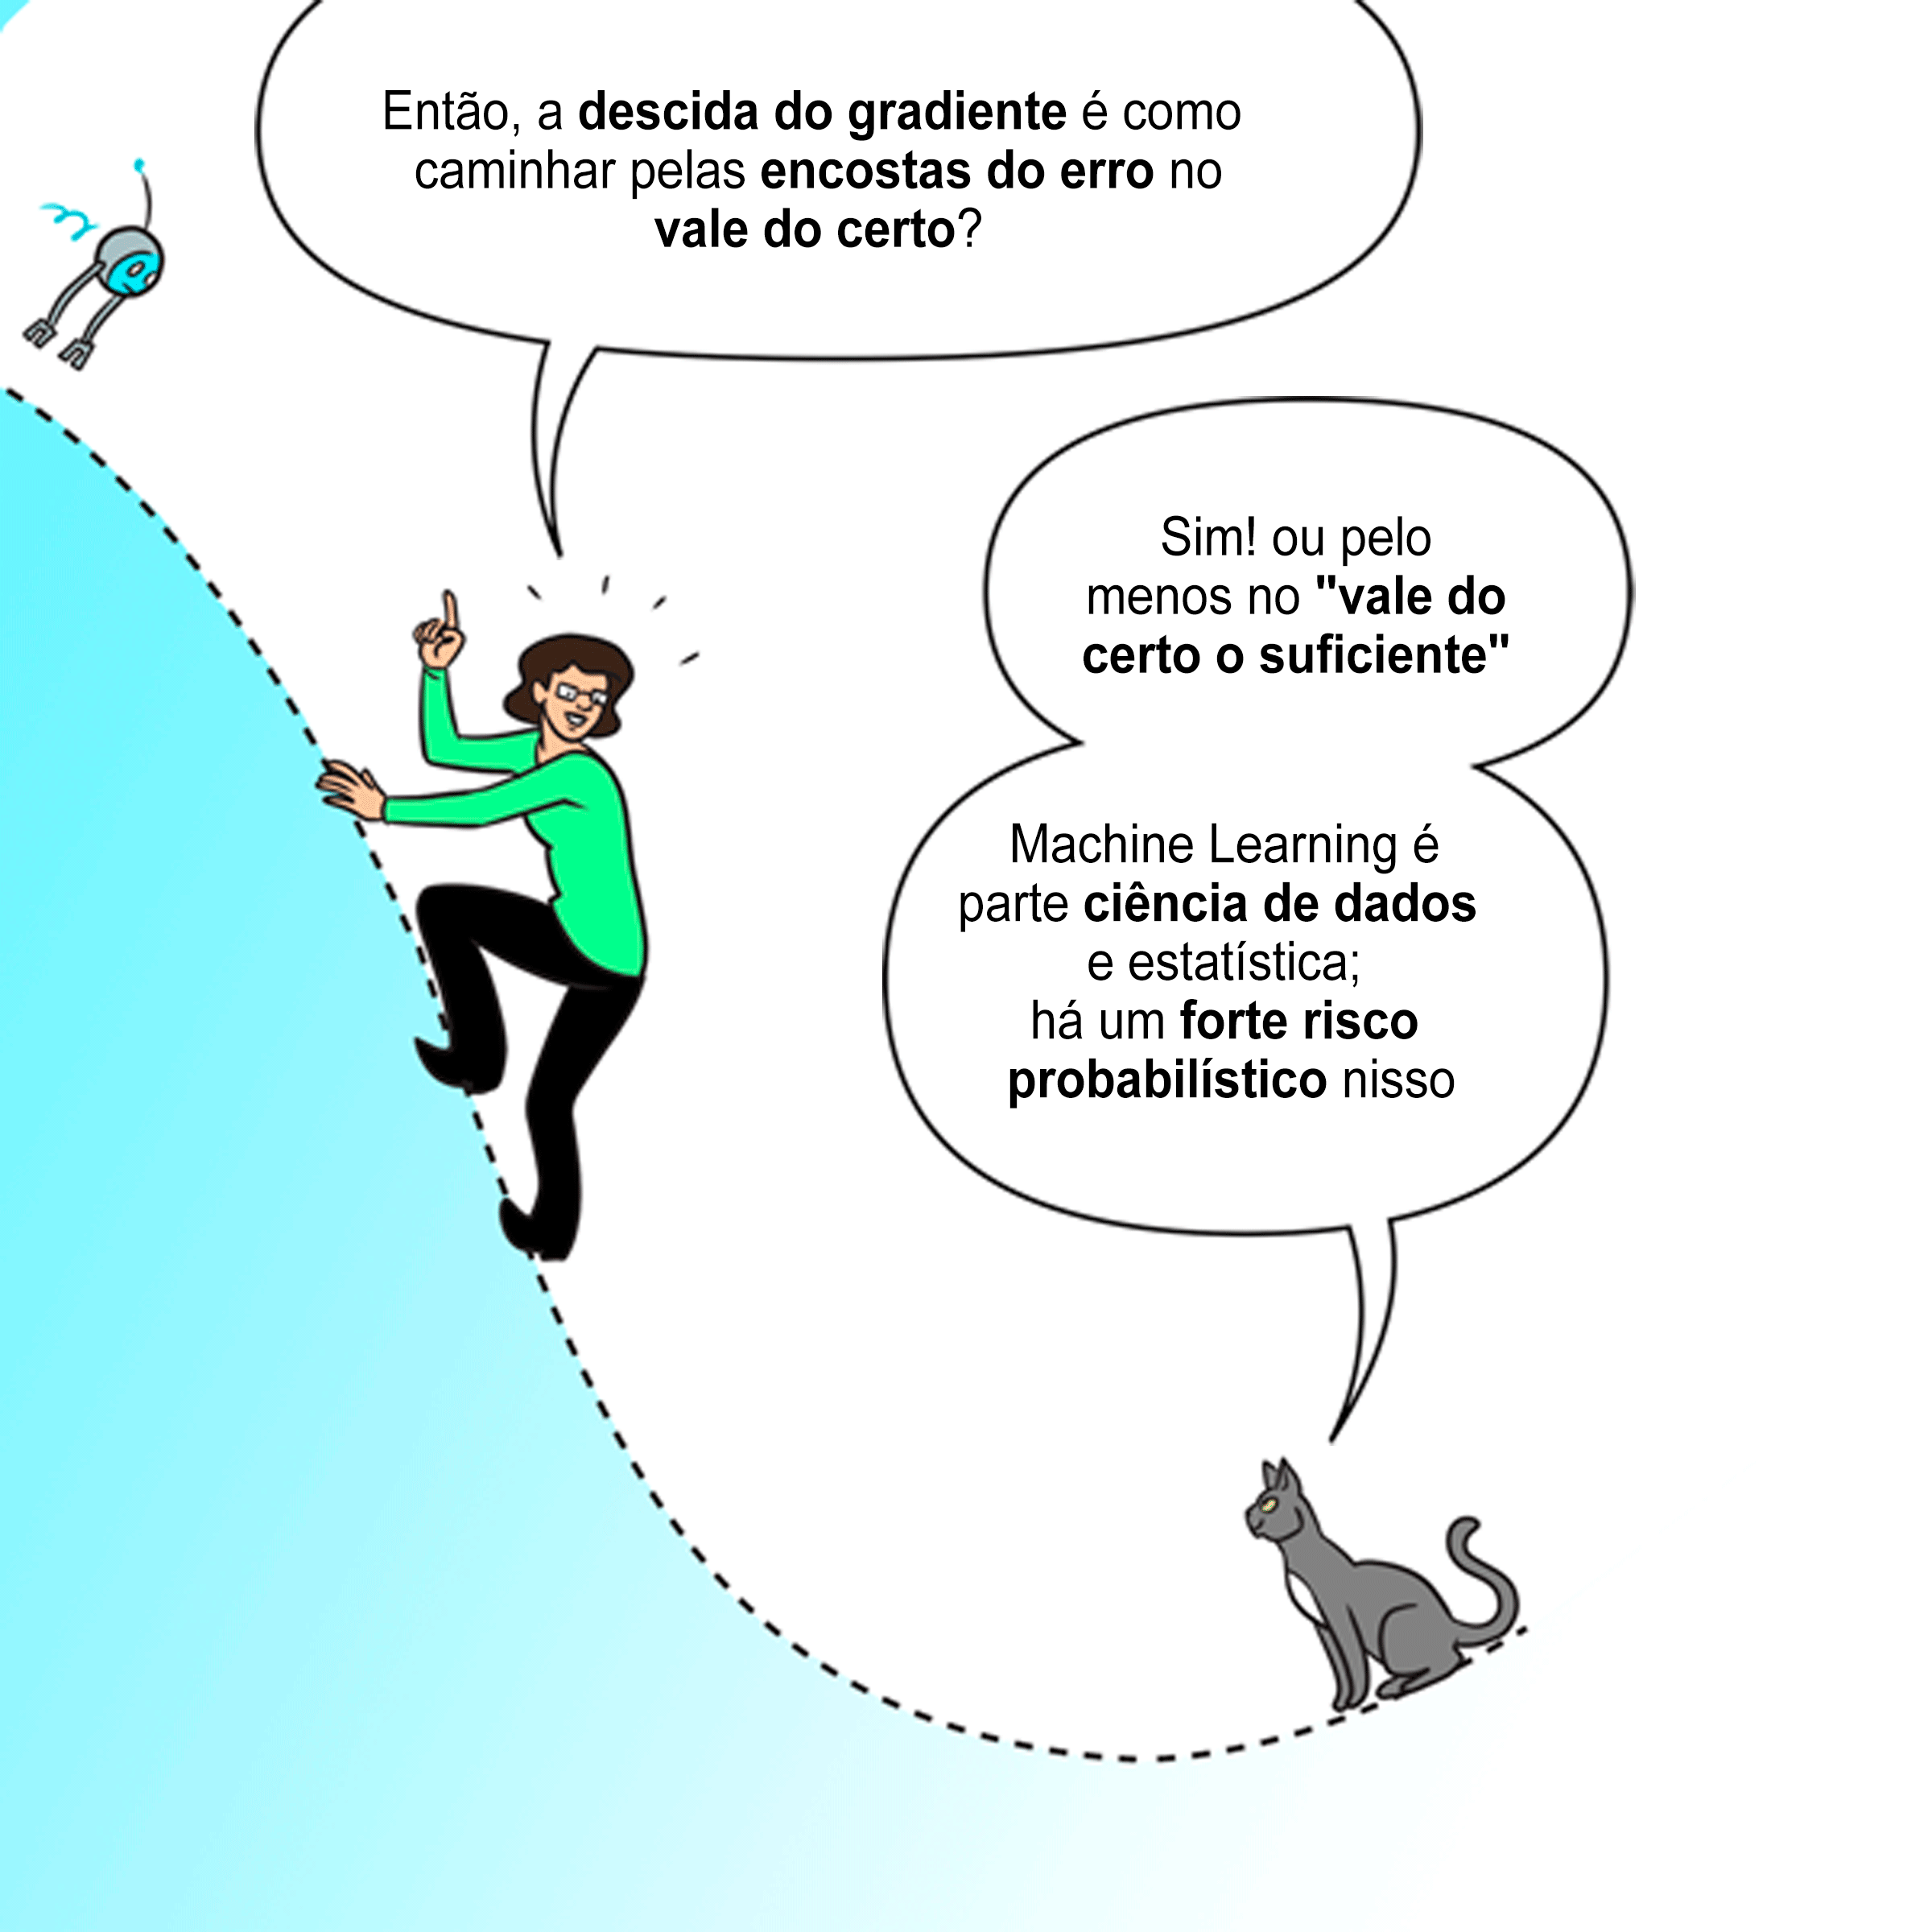 Então, a descida do gradiente é como
caminhar pelas encostas do erro no
vale do certo?
Sim! ou pelo
menos no "vale do
certo o suficiente"
Machine Learning é
parte ciência de dados
e estatística;
há um forte risco
probabilístico nisso